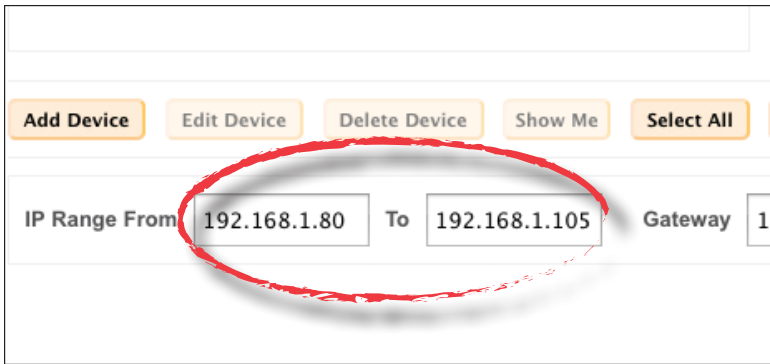 Add Device Edit Device Delete Device Show Me Select All
IP Range From 192.168.1.80 To 192.168.1.105 Gateway 1